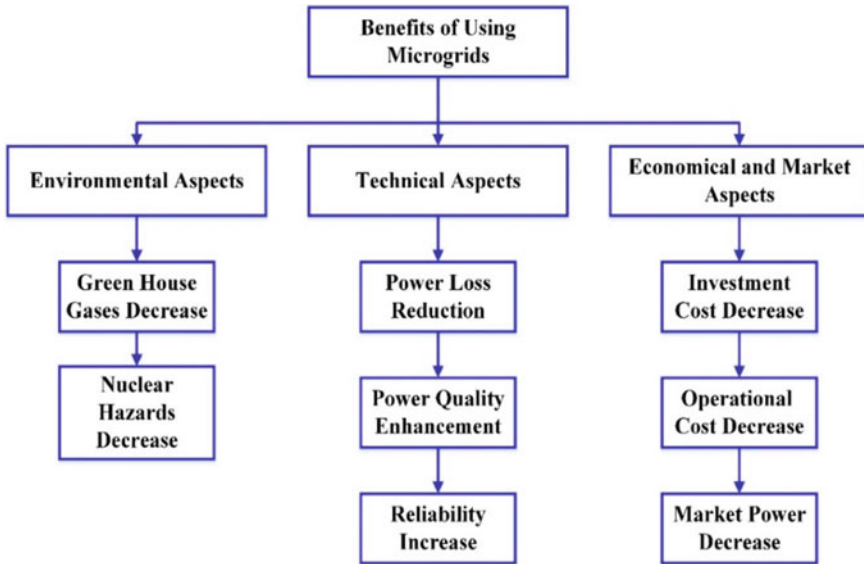 Benefits of Using
Microgrids
Environmental Aspects
Technical Aspects
Economical and Market
Aspects
Green House
Gases Decrease
Power Loss
Reduction
Investment
Cost Decrease
Nuclear
Hazards
Decrease
Power Quality
Enhancement
Operational
Cost Decrease
Reliability
Increase
Market Power
Decrease